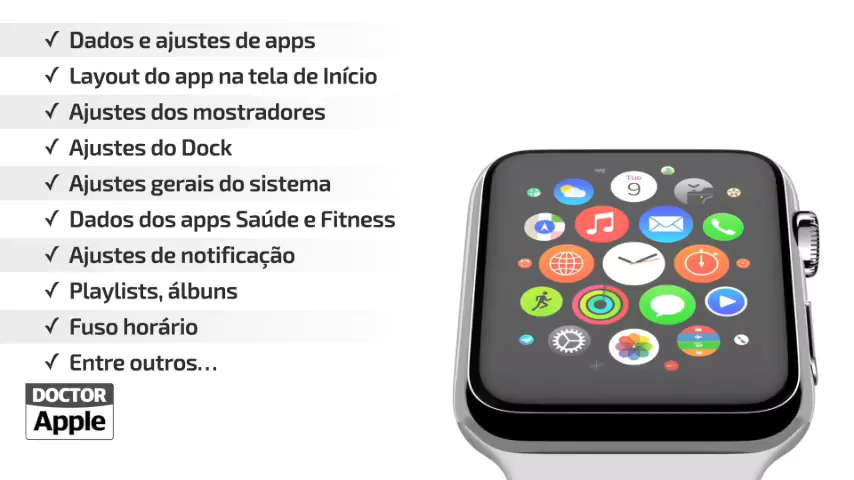 ✓ Dados e ajustes de apps
✓ Layout do app na tela de Início
✓ Ajustes dos mostradores
✓ Ajustes do Dock
✓ Ajustes gerais do sistema
✓ Dados dos apps Saúde e Fitness
✓ Ajustes de notificação
✓ Playlists, álbuns
✓ Fuso horário
✓ Entre outros...
DOCTOR
Apple
Tue
9